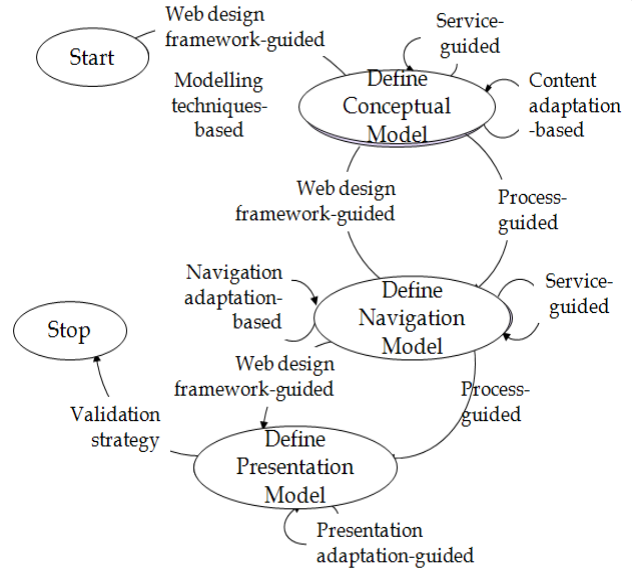 Web design
framework-guided
Start
Service-
guided
Modelling
techniques-
based
Define
Conceptual
Model
Content
adaptation
-based
Web design
framework-guided
Process-
guided
Navigation
adaptation-
based
Define
Navigation
Model
Service-
guided
Stop
Web design
framework-guided
Process-
guided
Validation
strategy
Define
Presentation
Model
Presentation
adaptation-guided